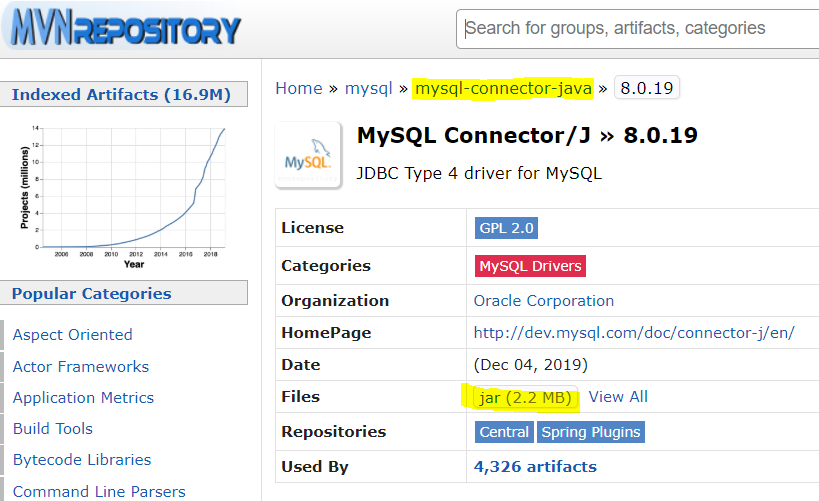 MVNREPOSITORY
Search for groups, artifacts, categories
Indexed Artifacts (16.9M)
Projects (millions)
14
12
10
8
6
4
2
0
2006 2008 2010 2012 2014 2016 2018
Year
Popular Categories
Aspect Oriented
Actor Frameworks
Application Metrics
Build Tools
Bytecode Libraries
Command Line Parsers
Home » mysql » mysql-connector-java » 8.0.19
MySQL
MySQL Connector/J » 8.0.19
JDBC Type 4 driver for MySQL
License GPL 2.0
Categories MySQL Drivers
Organization Oracle Corporation
HomePage http://dev.mysql.com/doc/connector-j/en/
Date (Dec 04, 2019)
Files jar (2.2 MB) View All
Repositories Central Spring Plugins
Used By 4,326 artifacts